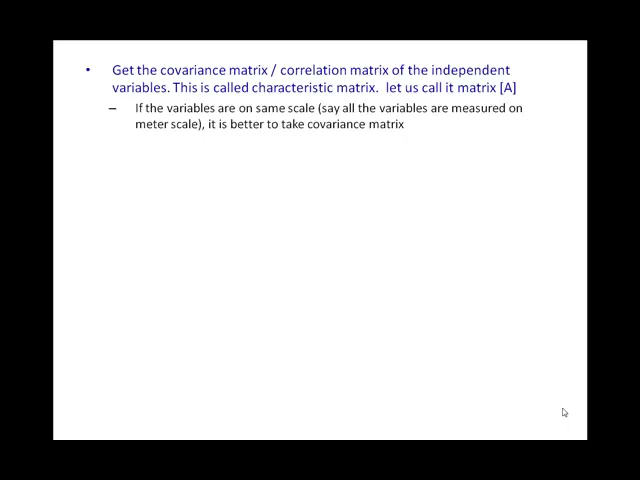 • Get the covariance matrix / correlation matrix of the independent
variables. This is called characteristic matrix.  let us call it matrix [A]
– If the variables are on same scale (say all the variables are measured on
meter scale), it is better to take covariance matrix